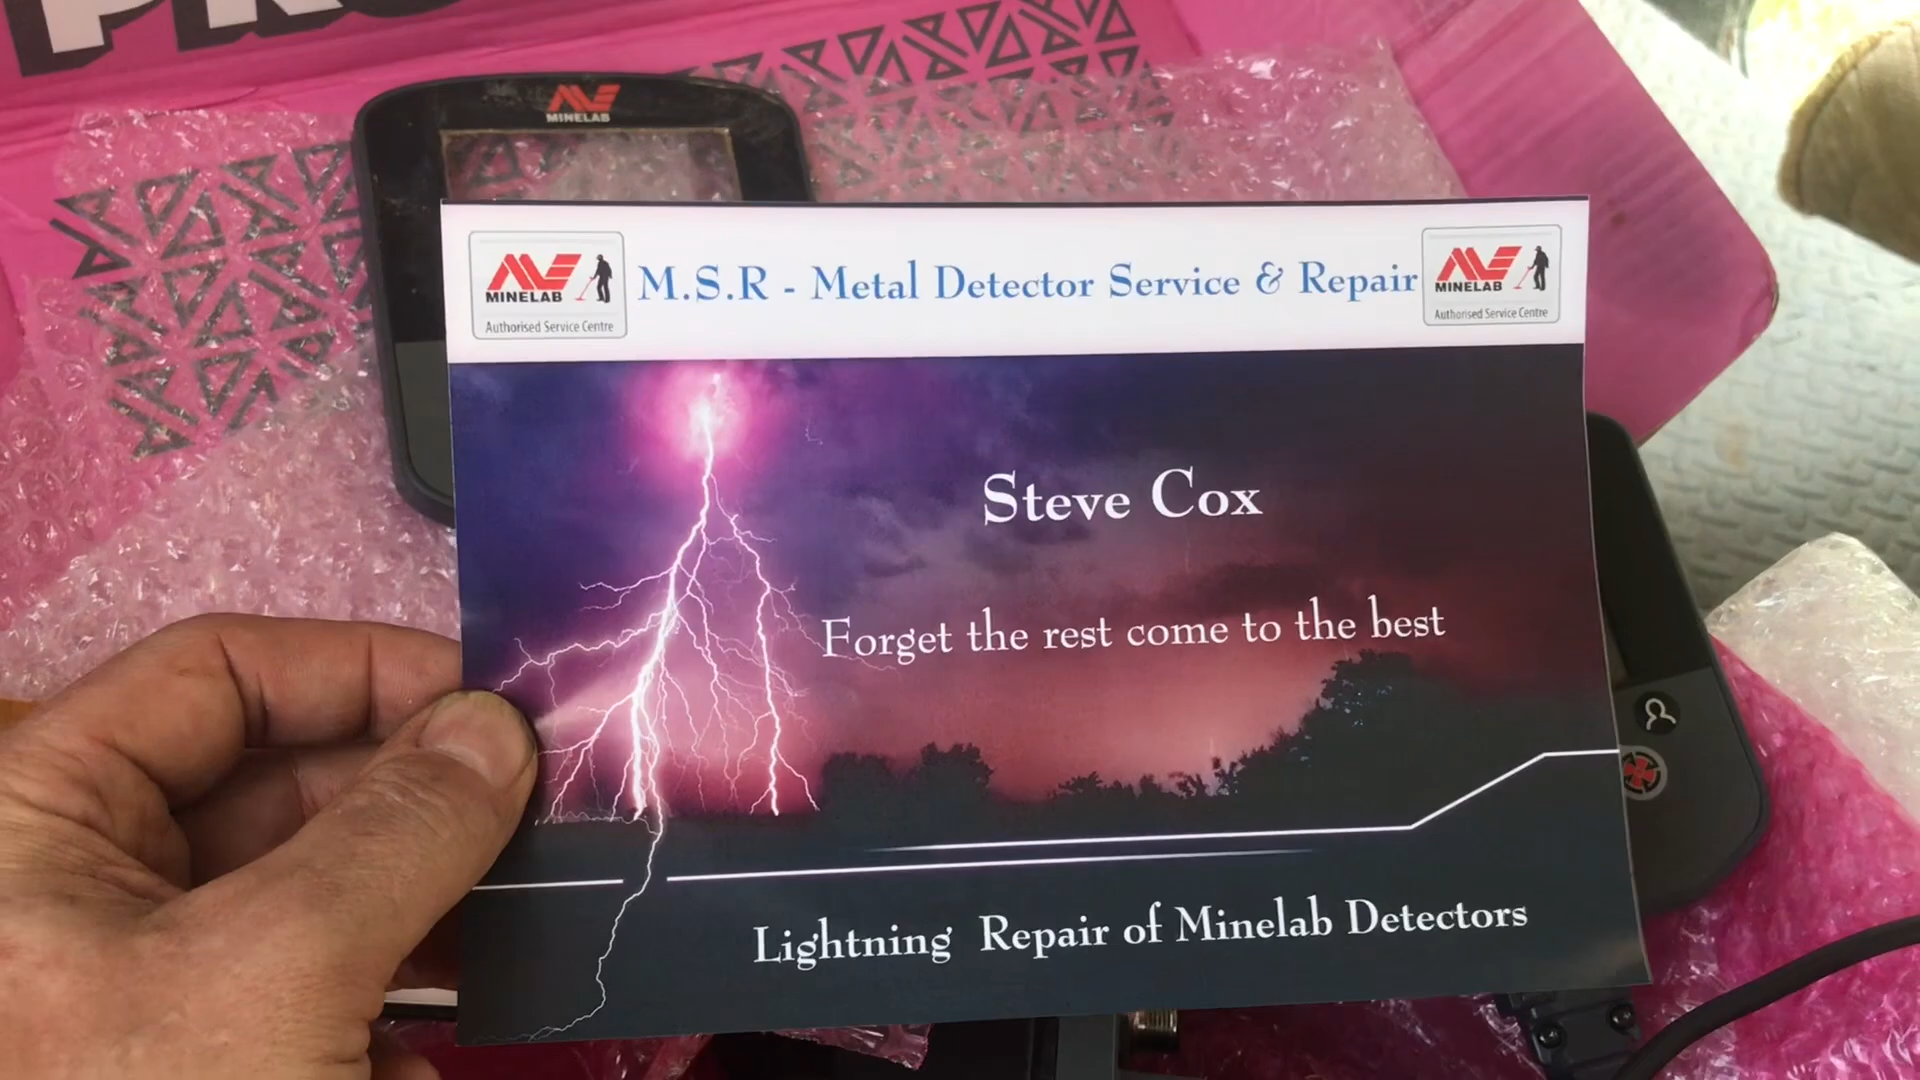 MINELAB
MINELAB
Authorised Service Centre
M.S.R - Metal Detector Service & Repair
MINELAB
Authorised Service Centre
Steve Cox
Forget the rest come to the best
Lightning Repair of Minelab Detectors